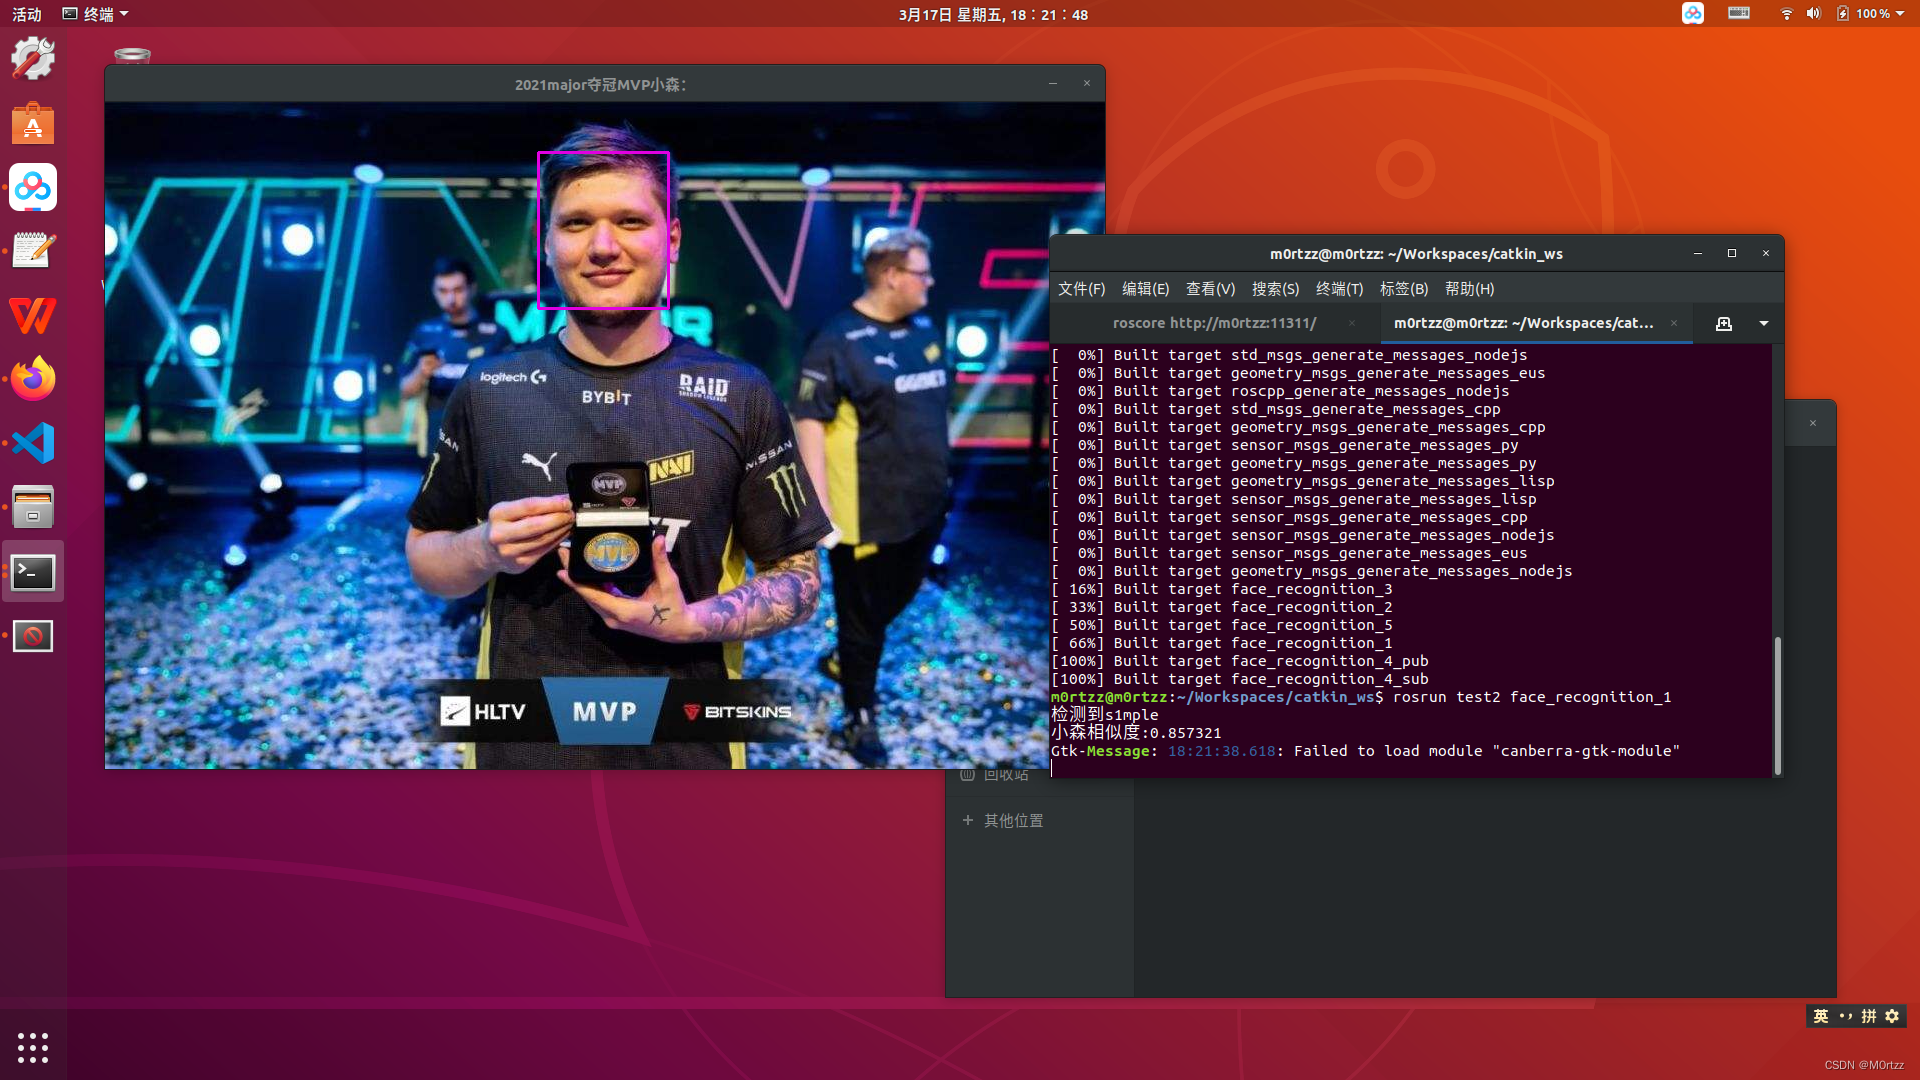 活动
终端
3月17日 星期五, 18：21：48
100 %
2021major夺冠MVP小森:
logitech G
BYBIT
RAID
SHADOW LEGENDS
NISSAN
NAVI
MVP
MVP
GGBET
HLTV
MVP
BITSKINS
m0rtzz@m0rtzz: ~/Workspaces/catkin_ws
文件(F) 编辑(E) 查看(V) 搜索(S) 终端(T) 标签(B) 帮助(H)
roscore http://m0rtzz:11311/
m0rtzz@m0rtzz: ~/Workspaces/cat...
[  0%] Built target std_msgs_generate_messages_nodejs
[  0%] Built target geometry_msgs_generate_messages_eus
[  0%] Built target roscpp_generate_messages_nodejs
[  0%] Built target std_msgs_generate_messages_cpp
[  0%] Built target geometry_msgs_generate_messages_cpp
[  0%] Built target sensor_msgs_generate_messages_py
[  0%] Built target geometry_msgs_generate_messages_py
[  0%] Built target geometry_msgs_generate_messages_lisp
[  0%] Built target sensor_msgs_generate_messages_lisp
[  0%] Built target sensor_msgs_generate_messages_cpp
[  0%] Built target sensor_msgs_generate_messages_nodejs
[  0%] Built target sensor_msgs_generate_messages_eus
[  0%] Built target geometry_msgs_generate_messages_nodejs
[ 16%] Built target face_recognition_3
[ 33%] Built target face_recognition_2
[ 50%] Built target face_recognition_5
[ 66%] Built target face_recognition_1
[100%] Built target face_recognition_4_pub
[100%] Built target face_recognition_4_sub
m0rtzz@m0rtzz:~/Workspaces/catkin_ws$ rosrun test2 face_recognition_1
检测到s1mple
小森相似度:0.857321
Gtk-Message: 18:21:38.618: Failed to load module "canberra-gtk-module"
回收站
+ 其他位置
英 •, 拼
CSDN @M0rtzz